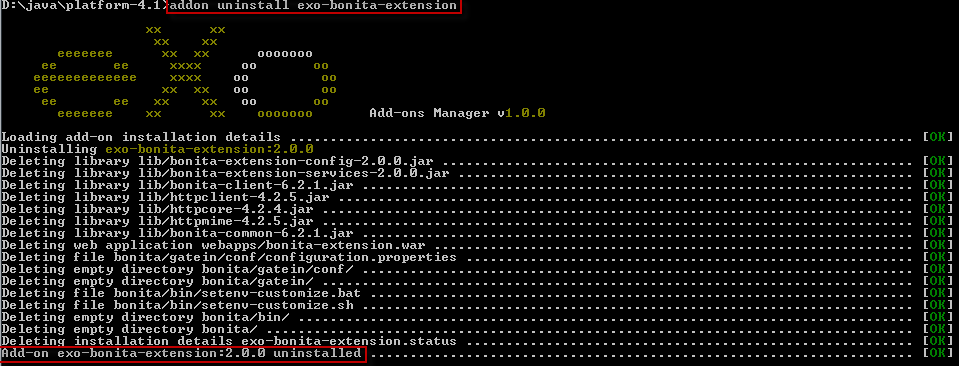 D:\java\platform-4.1>addon uninstall exo-bonita-extension
xx xx
xx xx
eeeeeee xx xx ooooooo
ee ee xxxx oo oo
eeeeeeeeeeeee xxxx oo oo
ee xx xx oo oo
ee ee xx xx oo oo
eeeeeee xx xx ooooooo Add-ons Manager v1.0.0
Loading add-on installation details ............................................................................... [OK]
Uninstalling exo-bonita-extension:2.0.0
Deleting library lib/bonita-extension-config-2.0.0.jar ............................................................ [OK]
Deleting library lib/bonita-extension-services-2.0.0.jar .......................................................... [OK]
Deleting library lib/bonita-client-6.2.1.jar ...................................................................... [OK]
Deleting library lib/httpclient-4.2.5.jar ......................................................................... [OK]
Deleting library lib/httpcore-4.2.4.jar ........................................................................... [OK]
Deleting library lib/httpmime-4.2.5.jar ........................................................................... [OK]
Deleting library lib/bonita-common-6.2.1.jar ...................................................................... [OK]
Deleting web application webapps/bonita-extension.war ............................................................. [OK]
Deleting file bonita/gatein/conf/configuration.properties ......................................................... [OK]
Deleting empty directory bonita/gatein/conf/ ...................................................................... [OK]
Deleting empty directory bonita/gatein/ ........................................................................... [OK]
Deleting file bonita/bin/setenv-customize.bat ..................................................................... [OK]
Deleting file bonita/bin/setenv-customize.sh ...................................................................... [OK]
Deleting empty directory bonita/bin/ .............................................................................. [OK]
Deleting empty directory bonita/ .................................................................................. [OK]
Deleting installation details exo-bonita-extension.status ......................................................... [OK]
Add-on exo-bonita-extension:2.0.0 uninstalled ..................................................................... [OK]